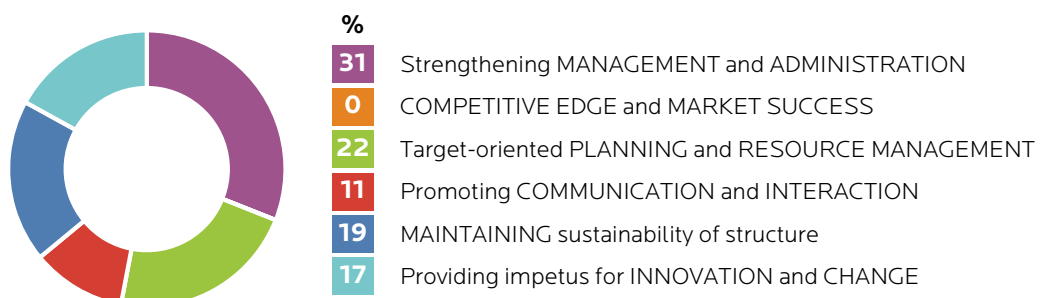 %
31 Strengthening MANAGEMENT and ADMINISTRATION
0 COMPETITIVE EDGE and MARKET SUCCESS
22 Target-oriented PLANNING and RESOURCE MANAGEMENT
11 Promoting COMMUNICATION and INTERACTION
19 MAINTAINING sustainability of structure
17 Providing impetus for INNOVATION and CHANGE